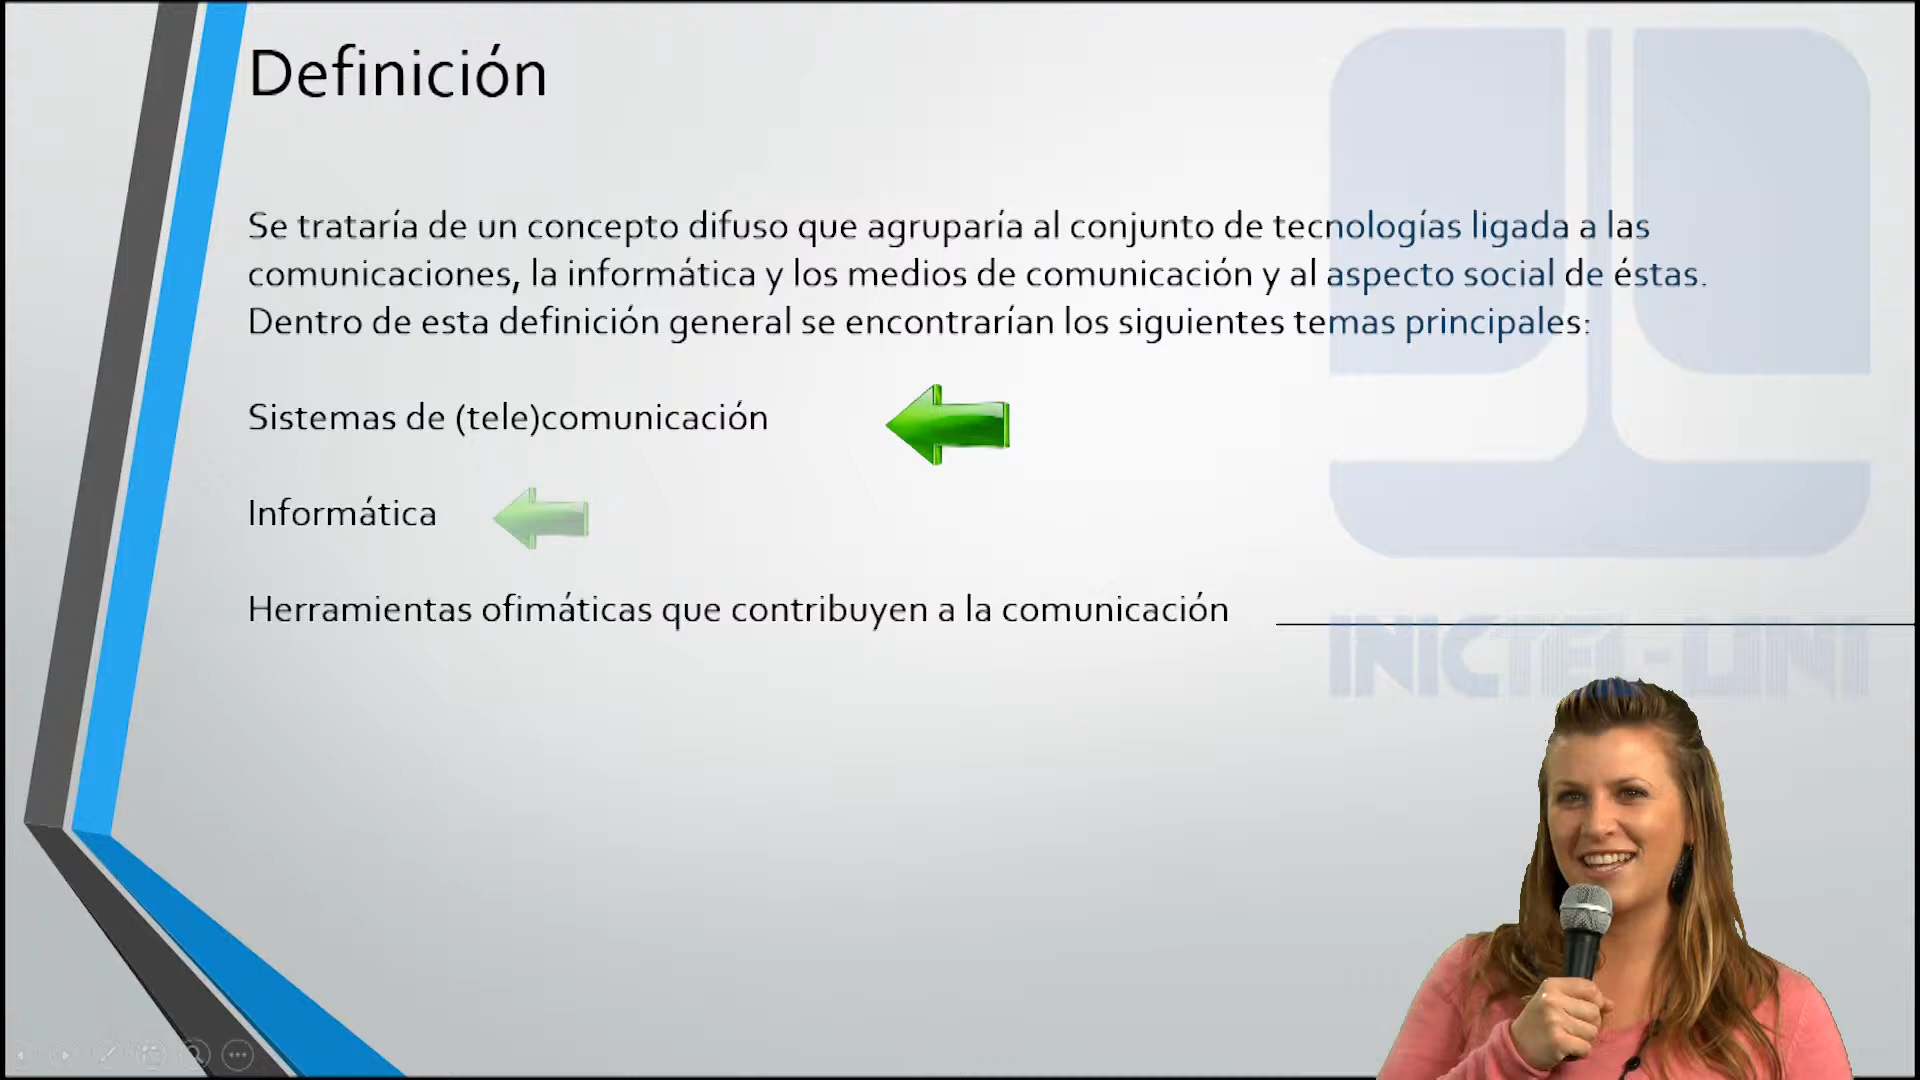 Definición
Se trataría de un concepto difuso que agruparía al conjunto de tecnologías ligada a las
comunicaciones, la informática y los medios de comunicación y al aspecto social de éstas.
Dentro de esta definición general se encontrarían los siguientes temas principales:
Sistemas de (tele)comunicación
Informática
Herramientas ofimáticas que contribuyen a la comunicación
INICTEL-UNI